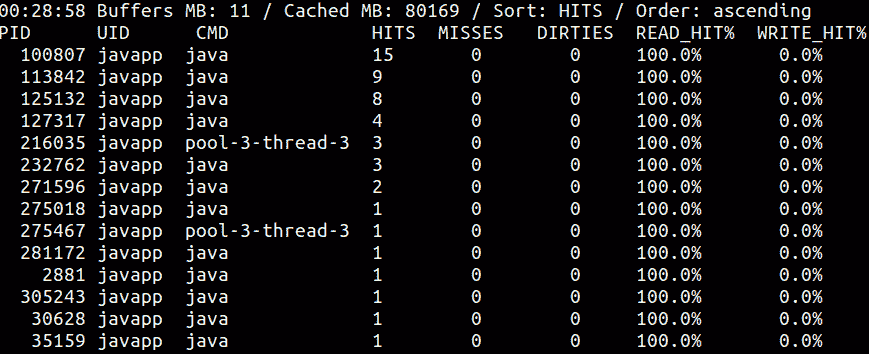 00:28:58 Buffers MB: 11 / Cached MB: 80169 / Sort: HITS / Order: ascending
PID UID CMD HITS MISSES DIRTIES READ_HIT% WRITE_HIT%
100807 javapp java 15 0 0 100.0% 0.0%
113842 javapp java 9 0 0 100.0% 0.0%
125132 javapp java 8 0 0 100.0% 0.0%
127317 javapp java 4 0 0 100.0% 0.0%
216035 javapp pool-3-thread-3 3 0 0 100.0% 0.0%
232762 javapp java 3 0 0 100.0% 0.0%
271596 javapp java 2 0 0 100.0% 0.0%
275018 javapp java 1 0 0 100.0% 0.0%
275467 javapp pool-3-thread-3 1 0 0 100.0% 0.0%
281172 javapp java 1 0 0 100.0% 0.0%
2881 javapp java 1 0 0 100.0% 0.0%
305243 javapp java 1 0 0 100.0% 0.0%
30628 javapp java 1 0 0 100.0% 0.0%
35159 javapp java 1 0 0 100.0% 0.0%